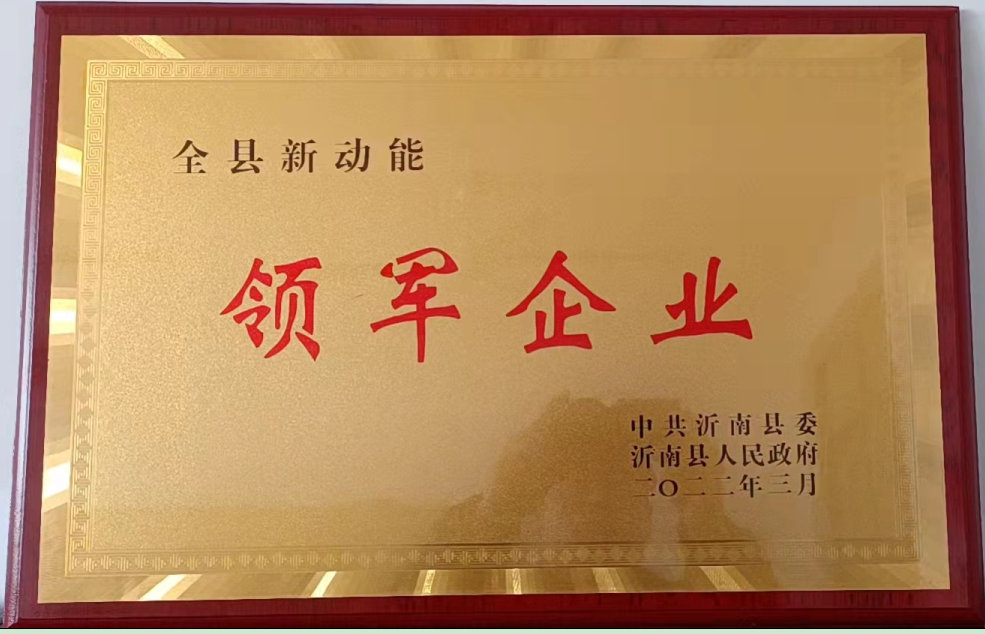 全县新动能
领军企业
中共沂南县委
沂南县人民政府
二〇二二年三月